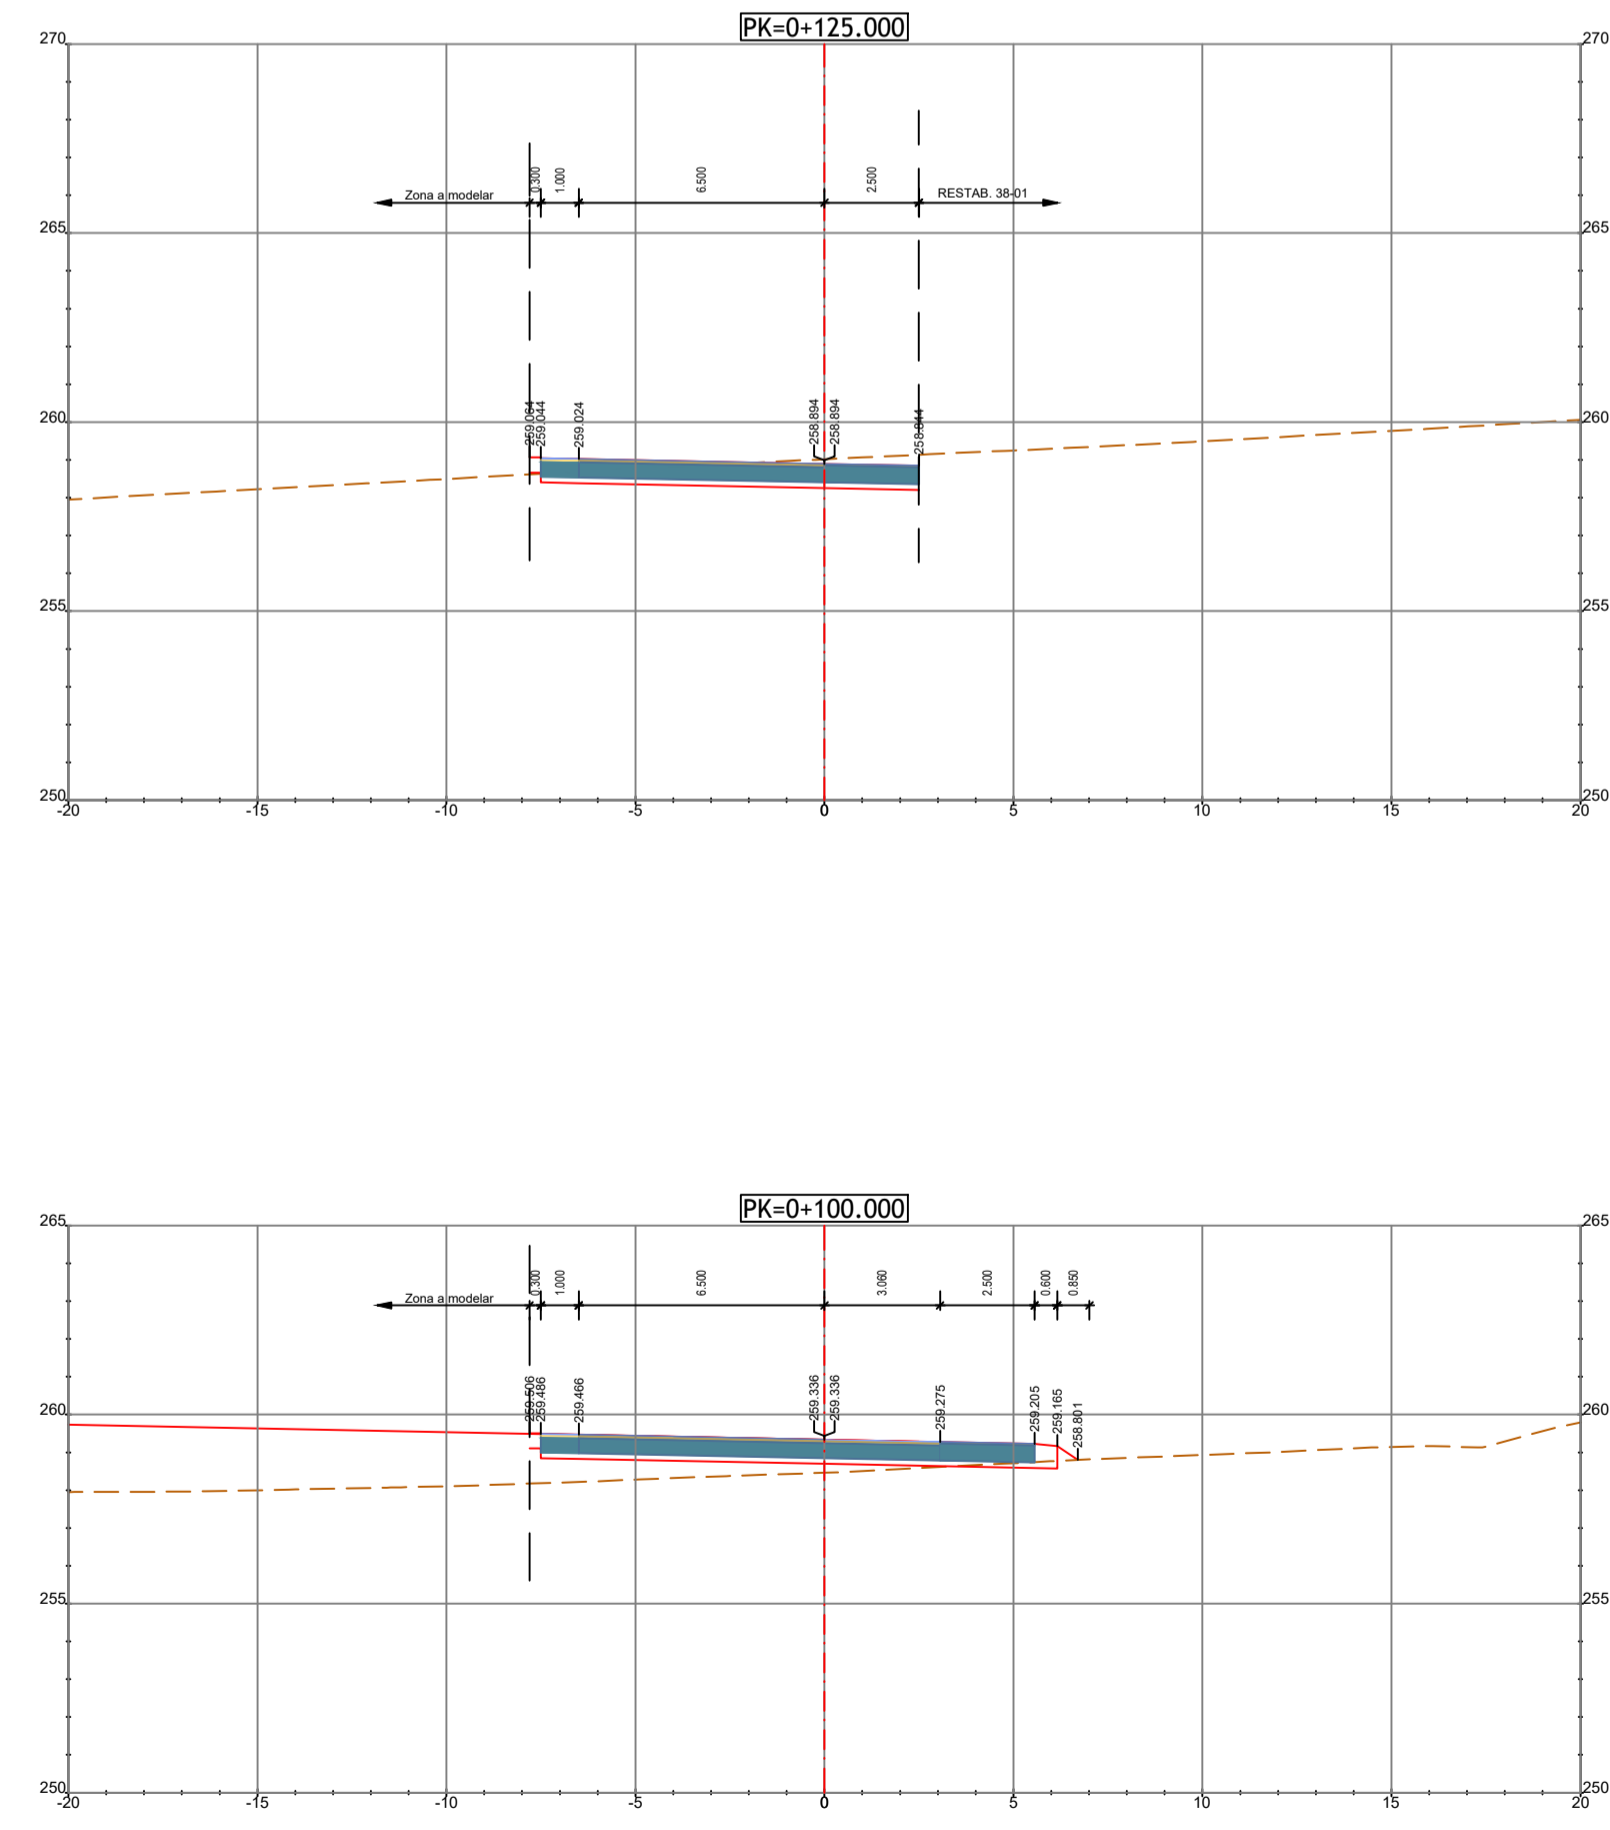 PK=0+125.000
270 270
0.300 1.000 6.500 2.500
Zona a modelar RESTAB. 38-01
265 265
259.064 259.044 259.024 258.894 258.894 258.844
260 260
255 255
250 250
-20 -15 -10 -5 0 5 10 15 20
PK=0+100.000
265 265
0.300 1.000 6.500 3.060 2.500 0.600 0.850
Zona a modelar
259.506 259.486 259.466 259.336 259.336 259.275 259.205 259.165 258.801
260 260
255 255
250 250
-20 -15 -10 -5 0 5 10 15 20